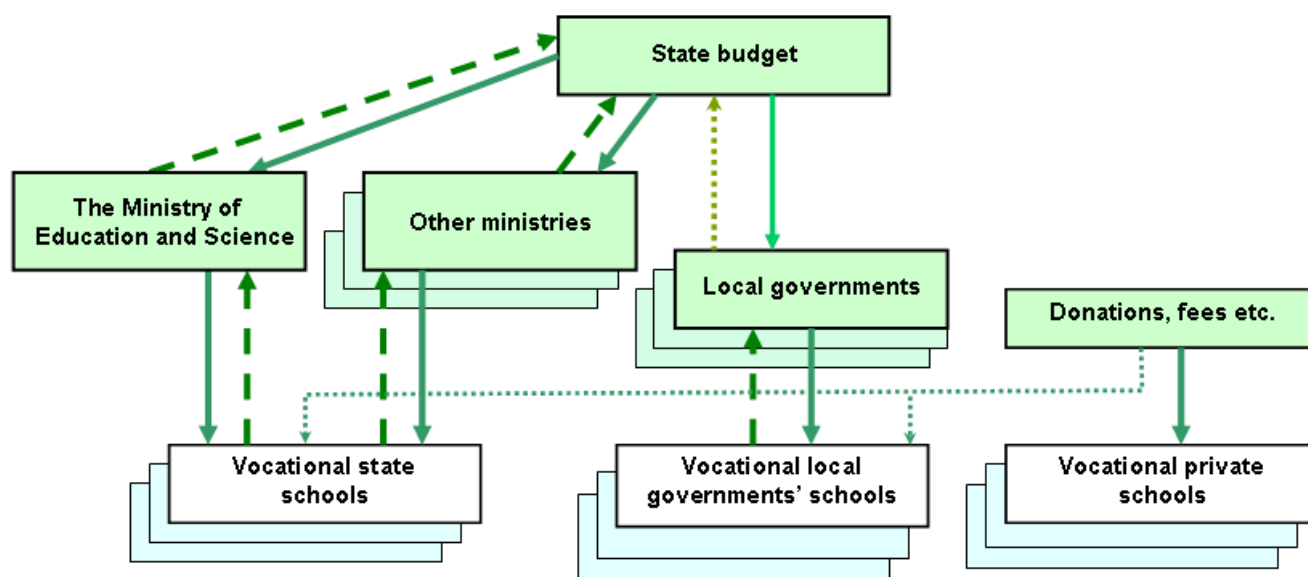 State budget
The Ministry of
Education and Science
Other ministries
Local governments
Donations, fees etc.
Vocational state
schools
Vocational local
governments’ schools
Vocational private
schools